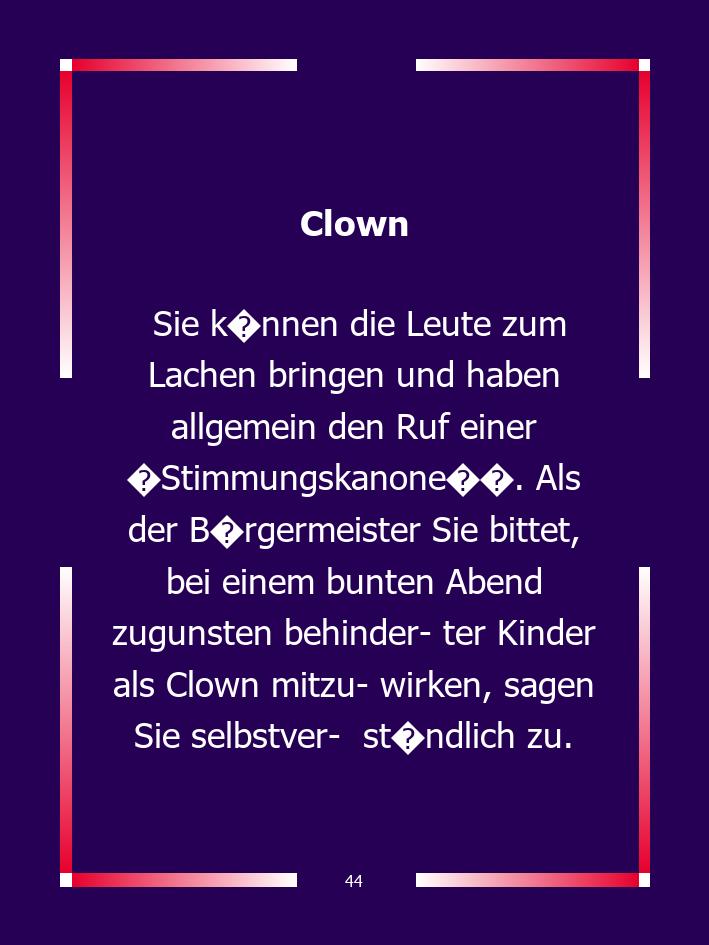 Clown
Sie k�nnen die Leute zum
Lachen bringen und haben
allgemein den Ruf einer
�Stimmungskanone��. Als
der B�rgermeister Sie bittet,
bei einem bunten Abend
zugunsten behinder- ter Kinder
als Clown mitzu- wirken, sagen
Sie selbstver-  st�ndlich zu.
44